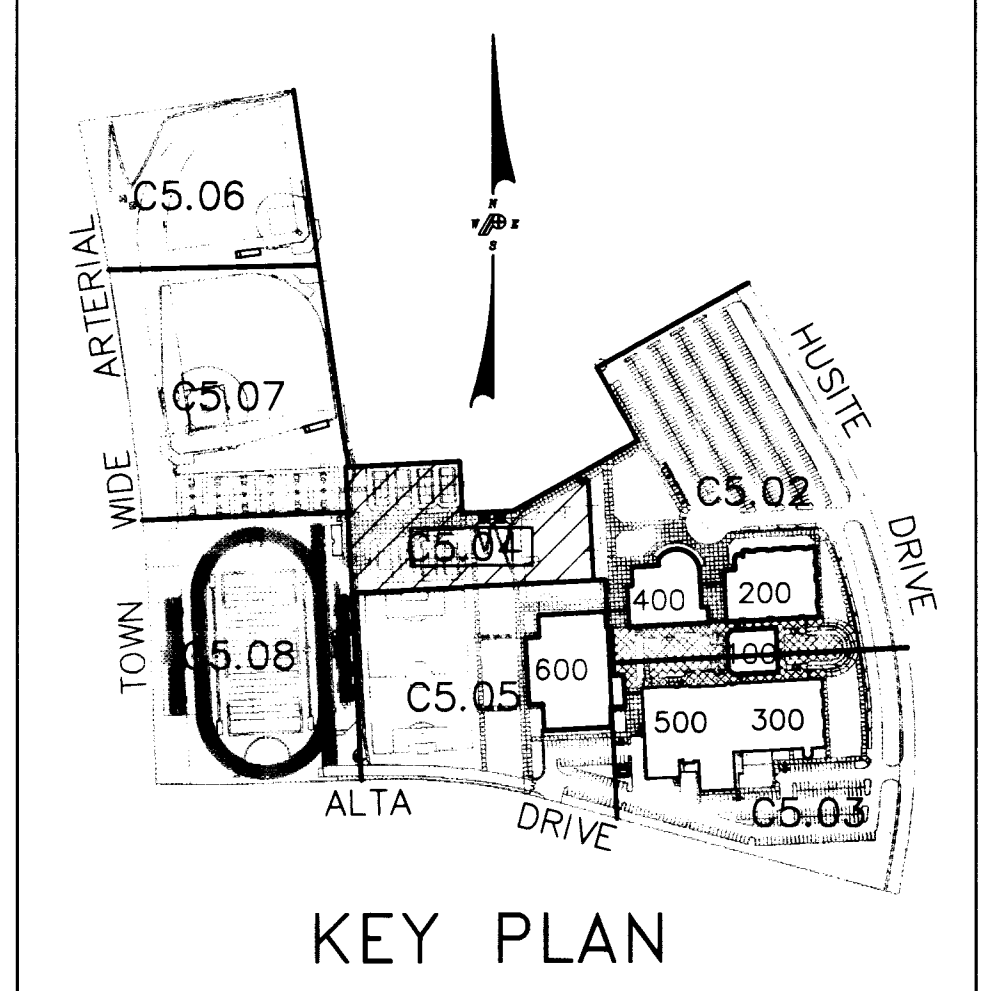 N
W E
S
C5.06
ARTERIAL
HUSITE
C5.07
WIDE
C5.02
DRIVE
C5.04
400
200
TOWN
C5.08
100
600
C5.05
500
300
ALTA
DRIVE
C5.03
KEY PLAN